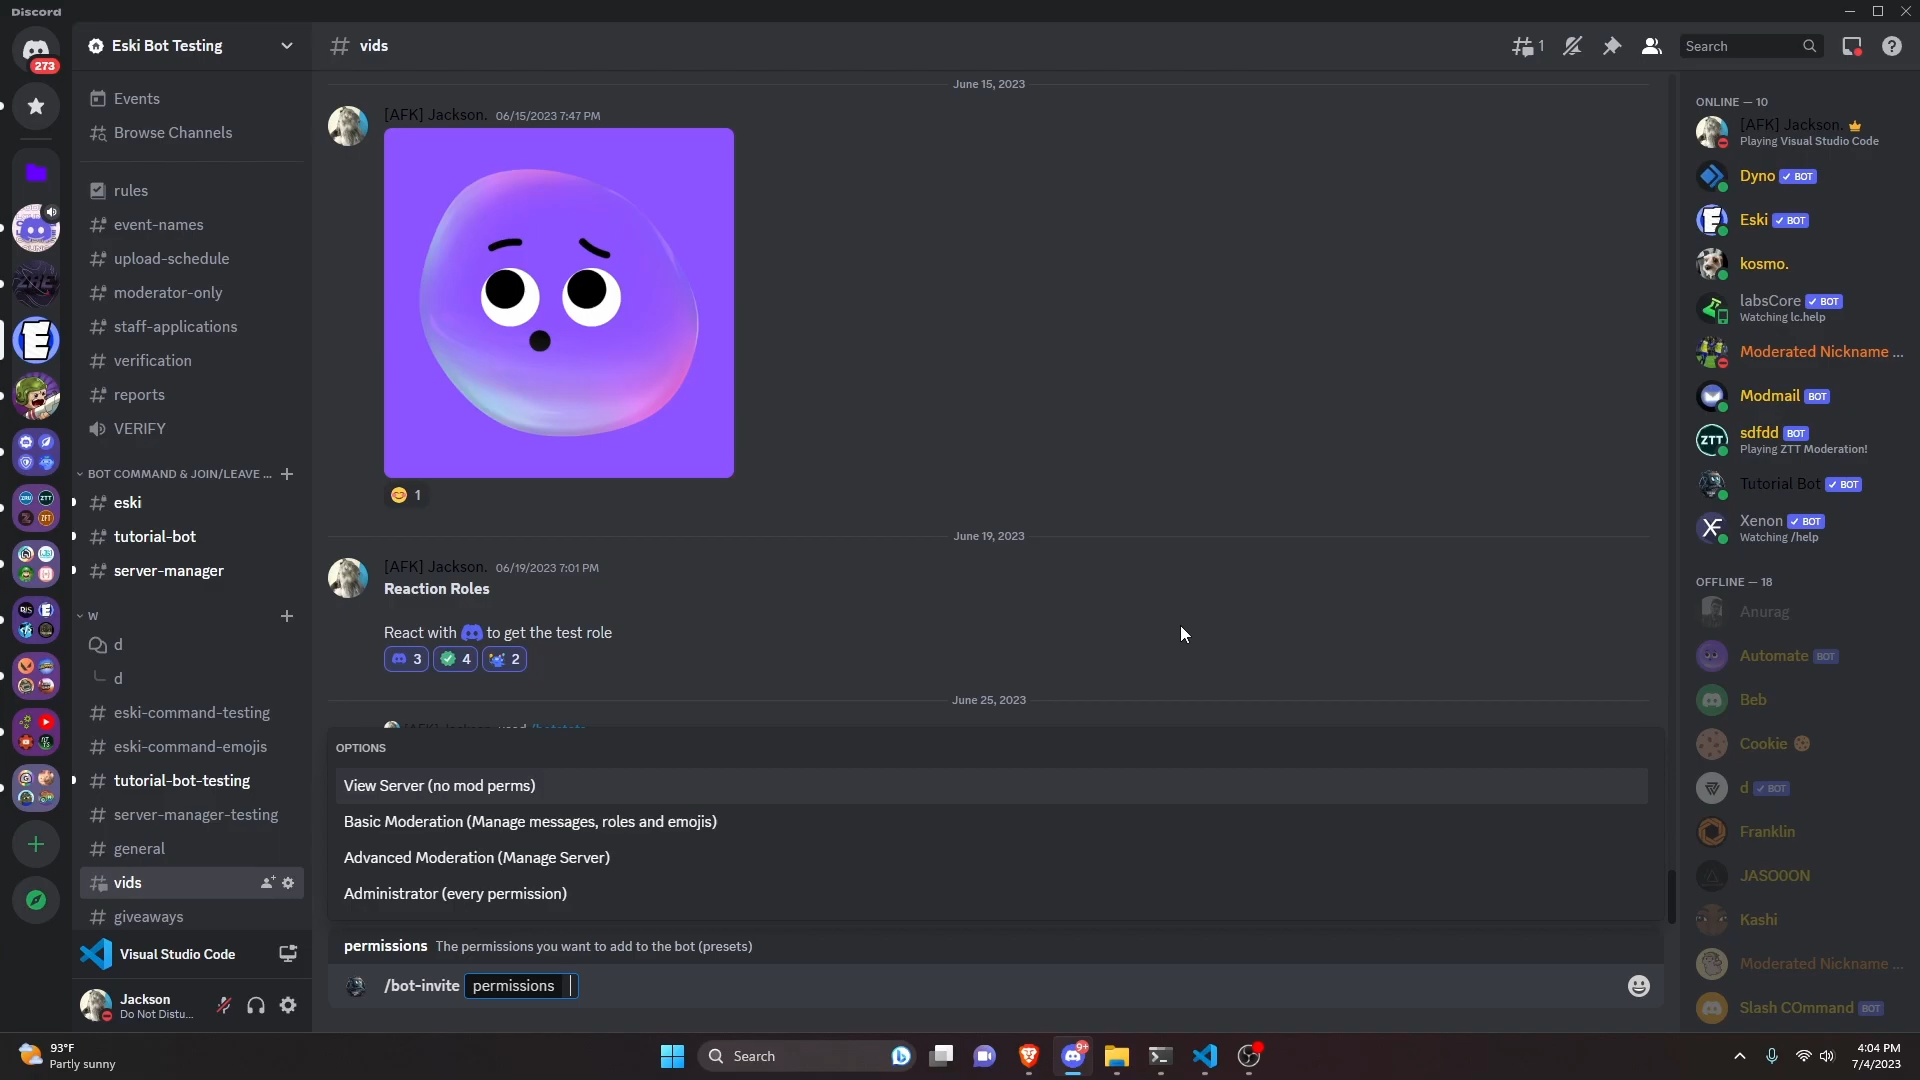 Discord
273
Eski Bot Testing
Events
Browse Channels
rules
event-names
upload-schedule
moderator-only
staff-applications
verification
reports
VERIFY
BOT COMMAND & JOIN/LEAVE ...
eski
tutorial-bot
server-manager
W
d
d
eski-command-testing
eski-command-emojis
tutorial-bot-testing
server-manager-testing
general
vids
giveaways
Visual Studio Code
Jackson
Do Not Distu...
vids
1
Search
June 15, 2023
[AFK] Jackson. 06/15/2023 7:47 PM
1
June 19, 2023
[AFK] Jackson. 06/19/2023 7:01 PM
Reaction Roles
React with to get the test role
3 4 2
June 25, 2023
OPTIONS
View Server (no mod perms)
Basic Moderation (Manage messages, roles and emojis)
Advanced Moderation (Manage Server)
Administrator (every permission)
permissions The permissions you want to add to the bot (presets)
/bot-invite permissions
ONLINE — 10
[AFK] Jackson.
Playing Visual Studio Code
Dyno BOT
Eski BOT
kosmo.
labsCore BOT
Watching lc.help
Moderated Nickname ...
Modmail BOT
ZTT
sdfdd BOT
Playing ZTT Moderation!
Tutorial Bot BOT
Xenon BOT
Watching /help
OFFLINE — 18
Anurag
Automate BOT
Beb
Cookie
d BOT
Franklin
JASO0ON
Kashi
Moderated Nickname ...
Slash COmmand BOT
93°F
Partly sunny
Search
9+
4:04 PM
7/4/2023